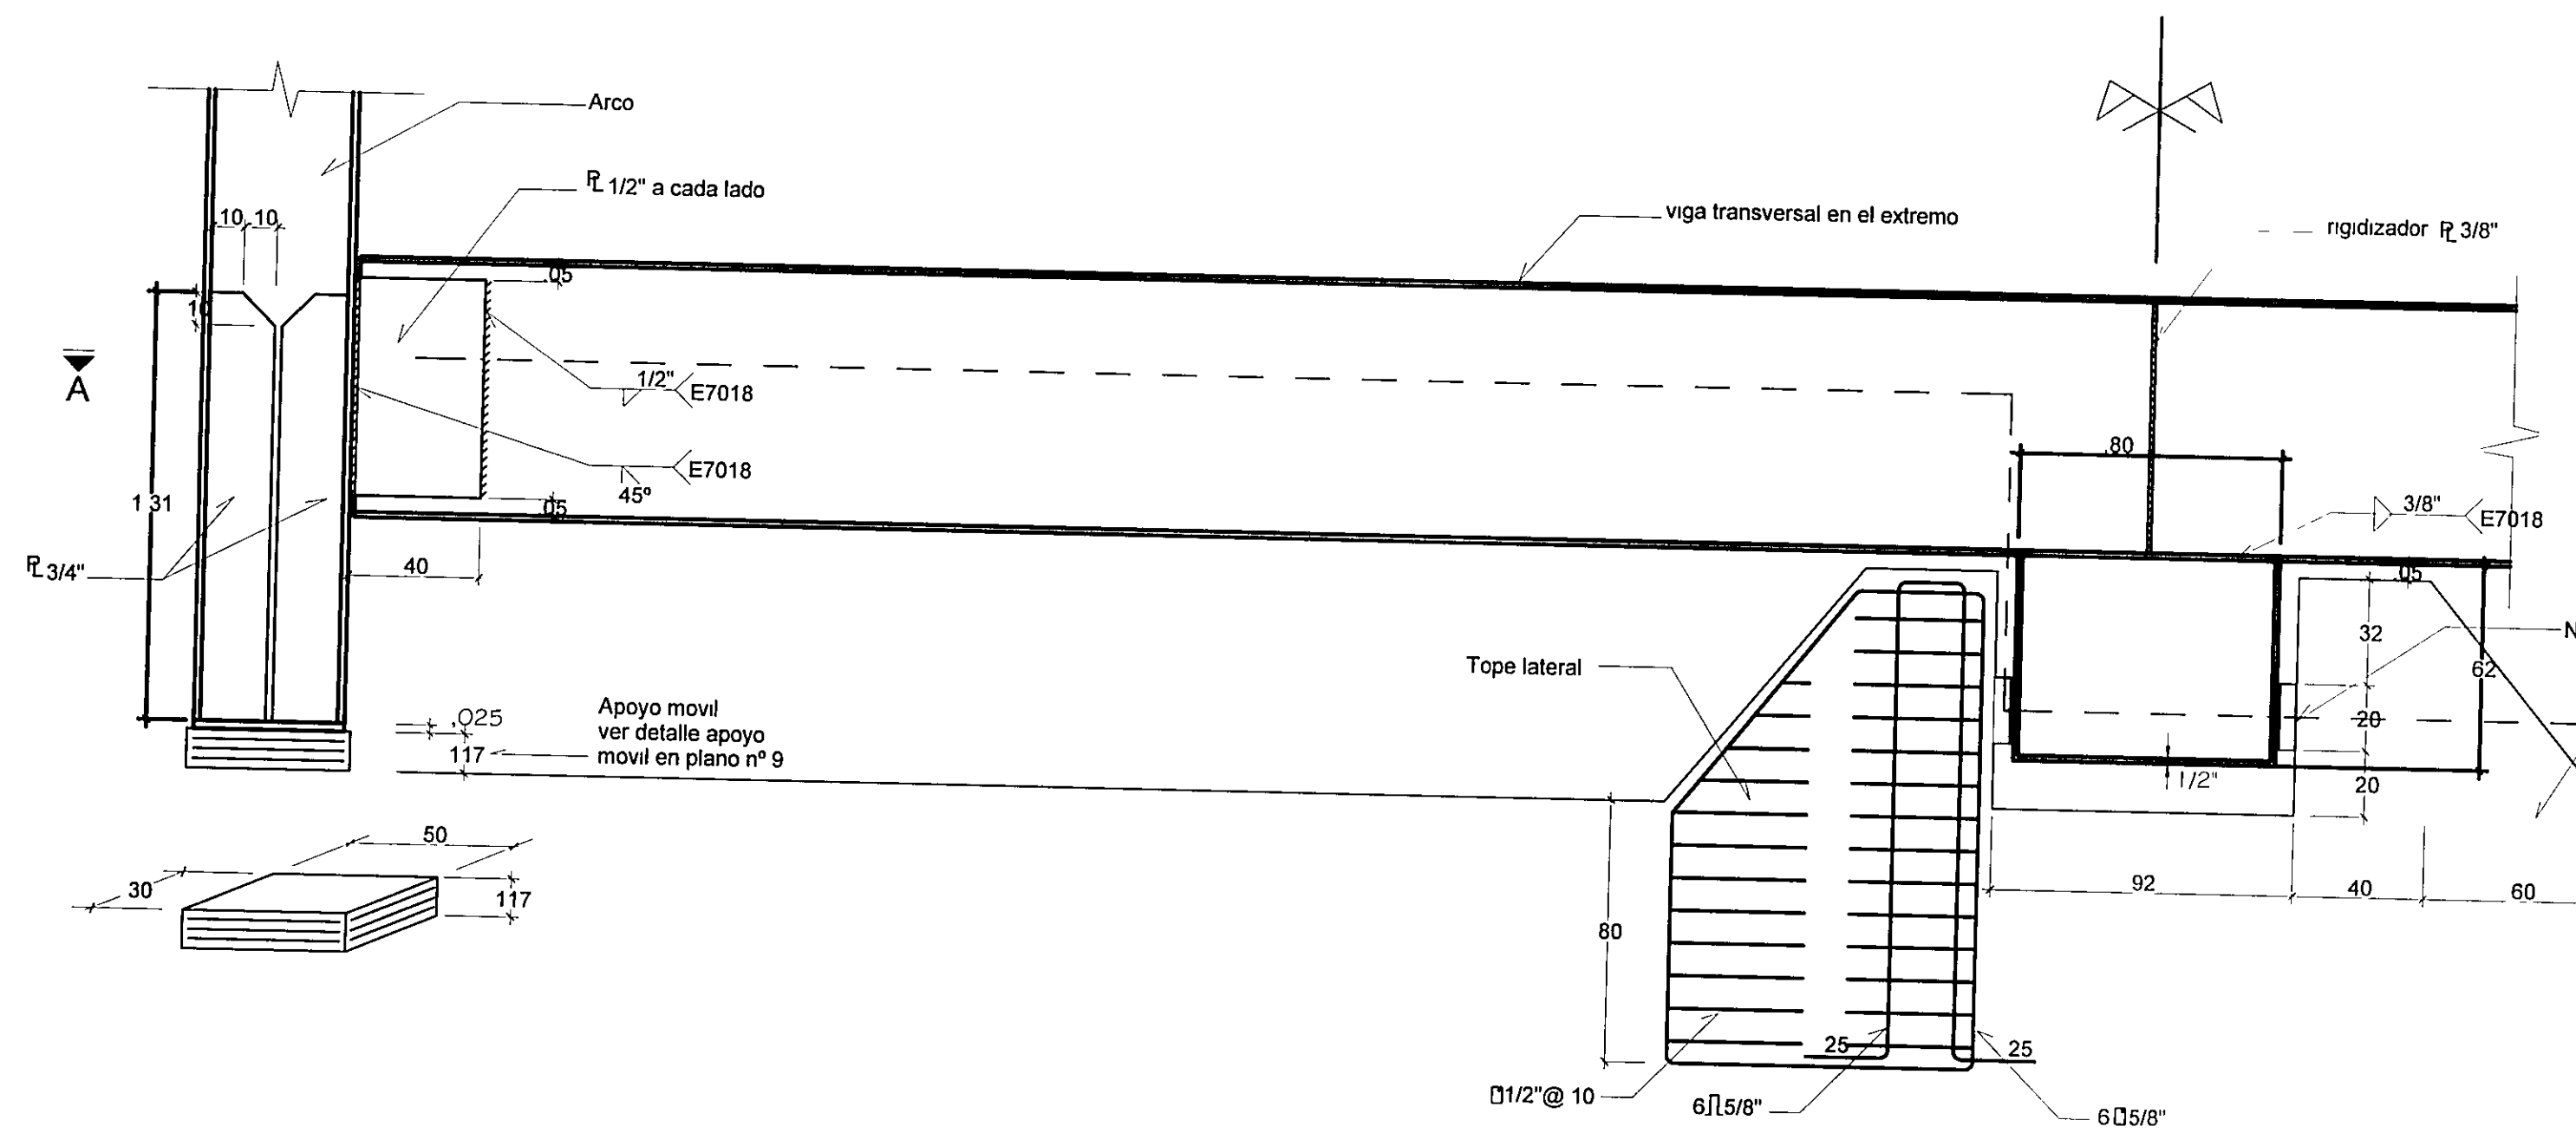 Arco
PL 1/2" a cada lado
10 10
viga transversal en el extremo
rigidizador PL 3/8"
.05
10
A
1/2"
E7018
.80
1 31
E7018
45º
.05
3/8"
E7018
PL 3/4"
40
.05
32
N
Tope lateral
62
Apoyo movil
ver detalle apoyo
movil en plano nº 9
.025
117
20
1/2"
20
50
30
117
92
40
60
80
25
25
1/2"@ 10
6 5/8"
6 5/8"